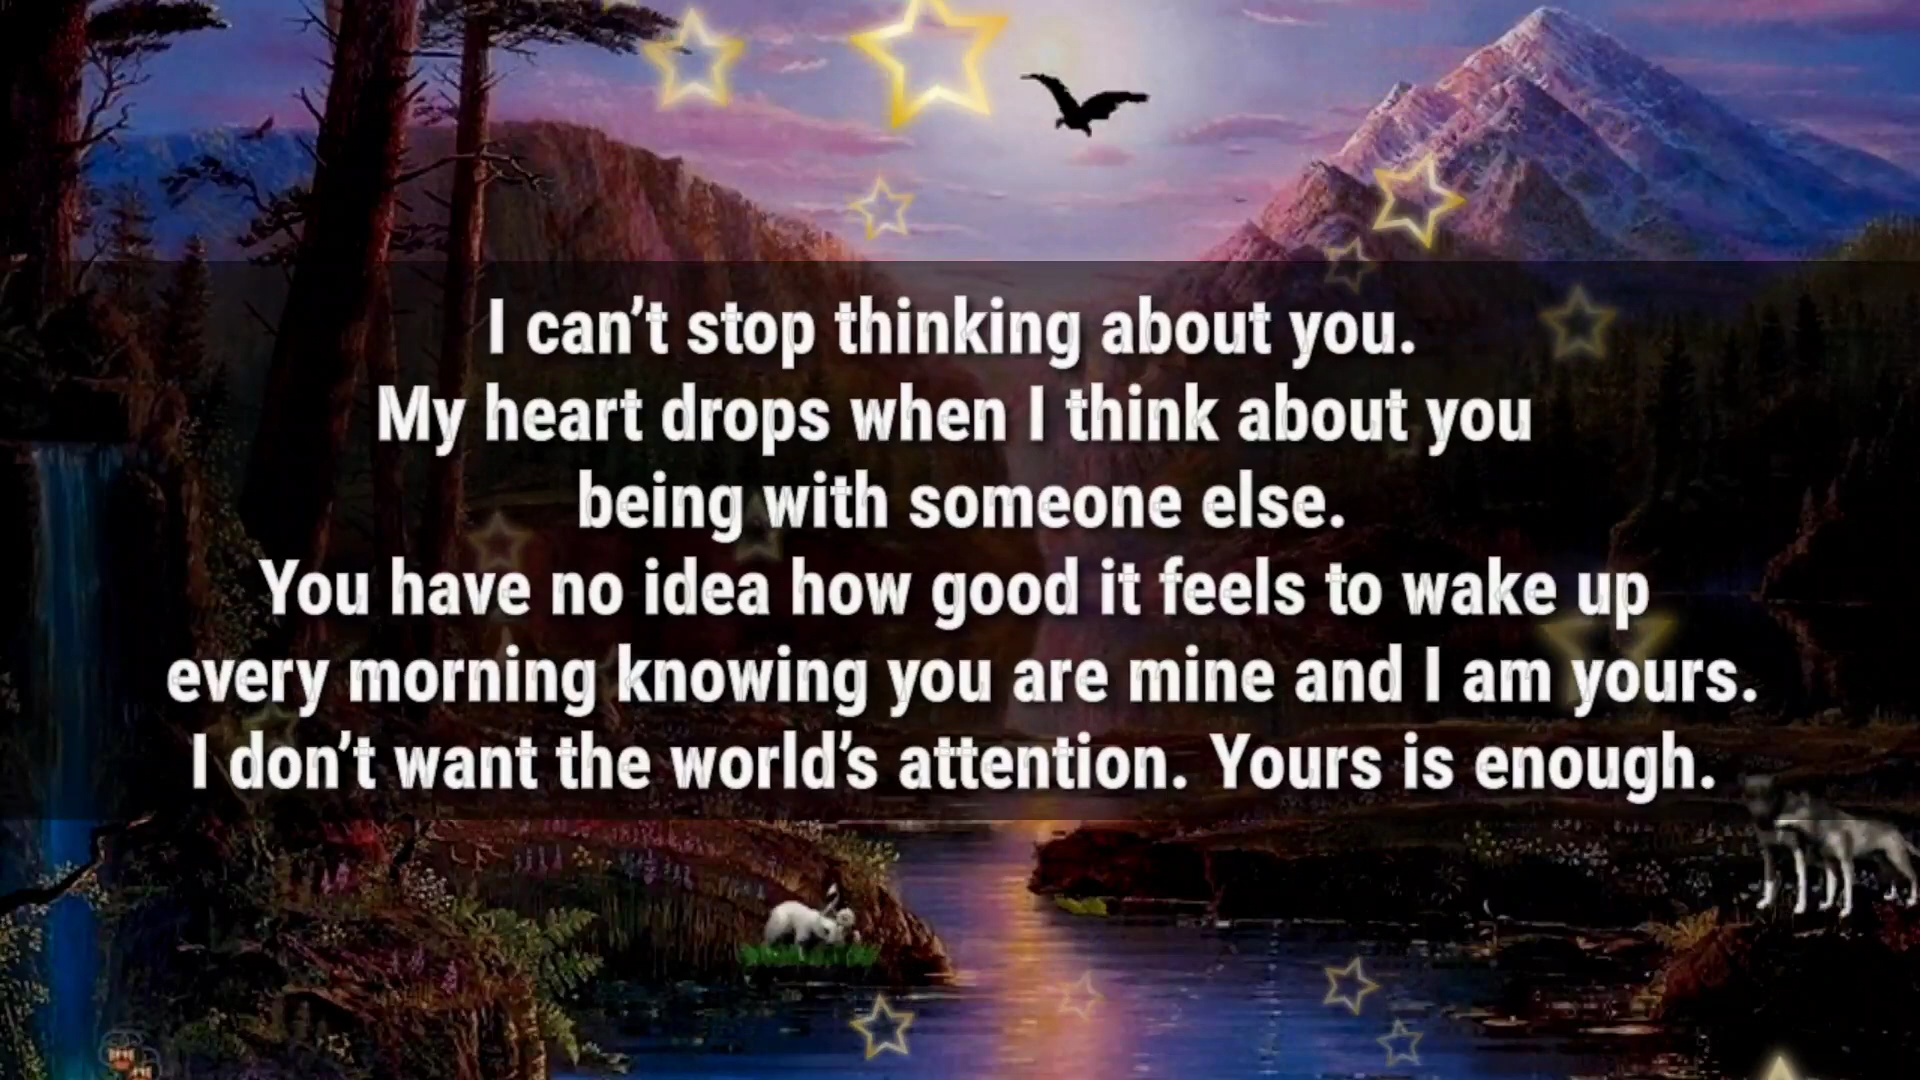 I can’t stop thinking about you.
My heart drops when I think about you
being with someone else.
You have no idea how good it feels to wake up
every morning knowing you are mine and I am yours.
I don’t want the world’s attention. Yours is enough.